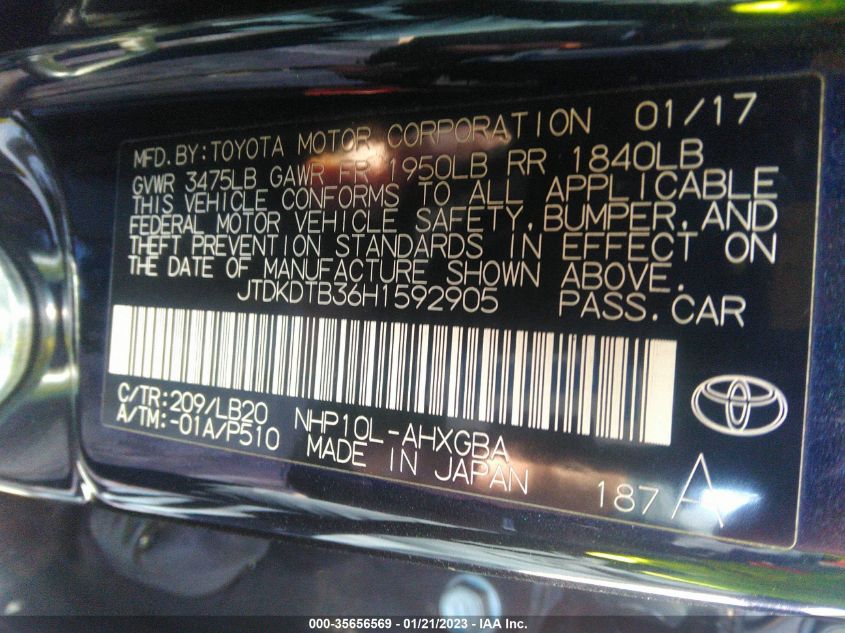 MFD.BY:TOYOTA MOTOR CORPORATION 01/17
GVWR 3475LB GAWR FR 1950LB RR 1840LB
THIS VEHICLE CONFORMS TO ALL APPLICABLE
FEDERAL MOTOR VEHICLE SAFETY,BUMPER,AND
THEFT PREVENTION STANDARDS IN EFFECT ON
THE DATE OF MANUFACTURE SHOWN ABOVE.
JTDKDTB36H1592905 PASS.CAR
C/TR:209/LB20 NHP10L-AHXGBA
A/TM:-01A/P510 MADE IN JAPAN
187 A
000-35656569 - 01/21/2023 - IAA Inc.